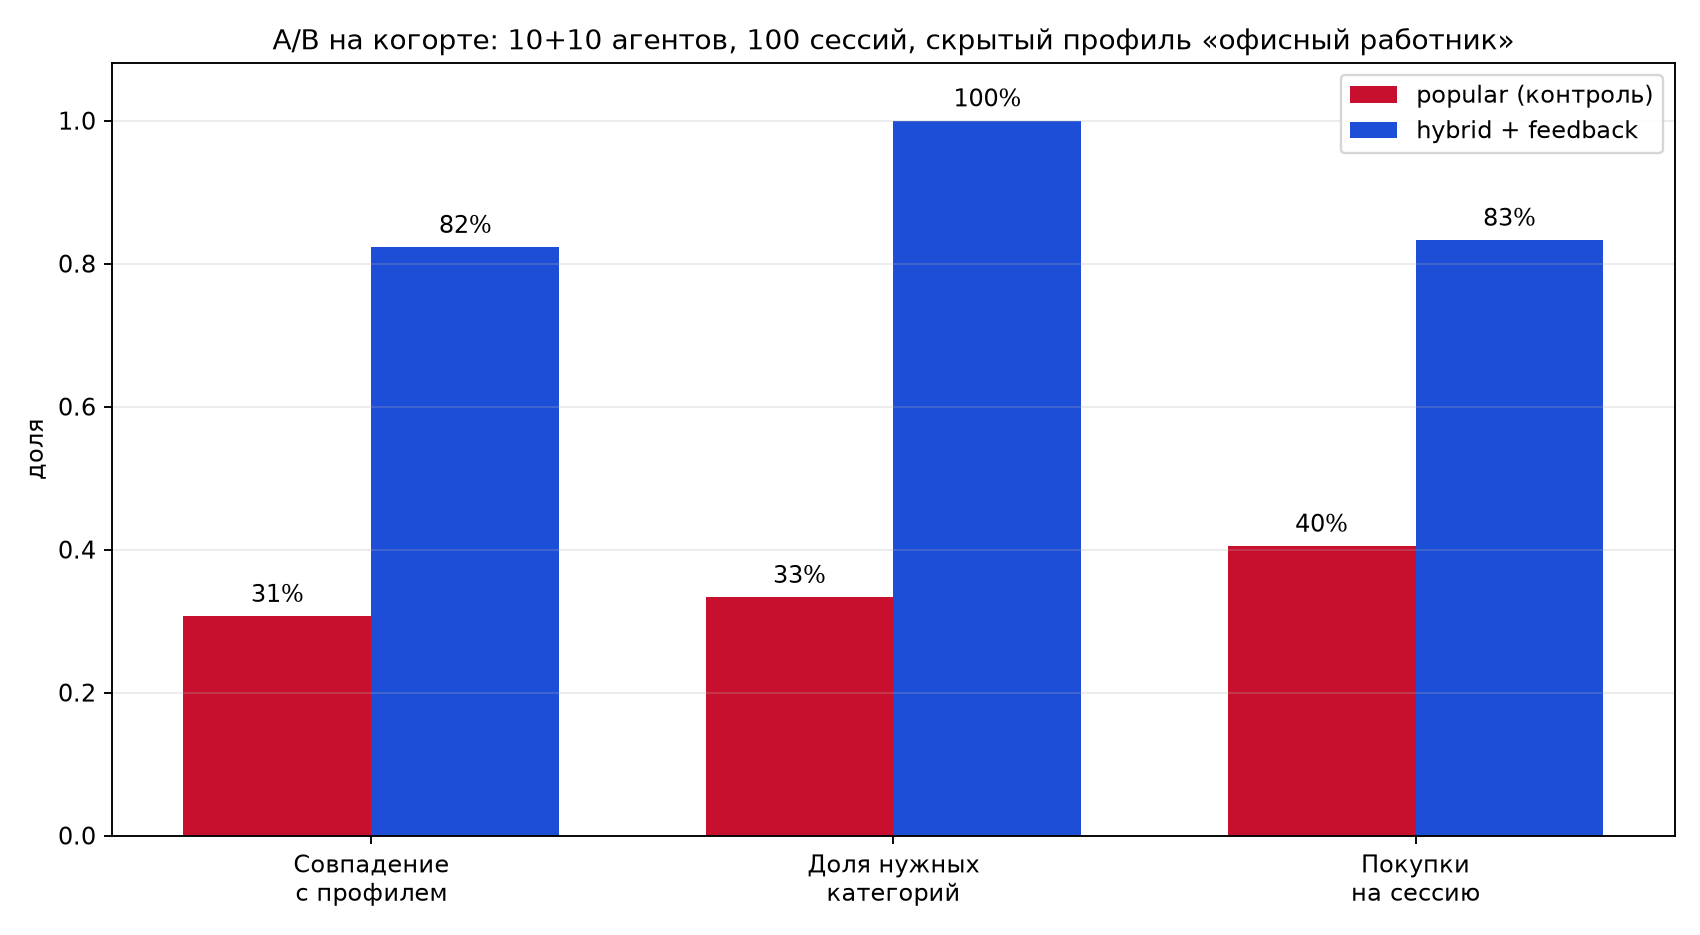 A/B на когорте: 10+10 агентов, 100 сессий, скрытый профиль «офисный работник»
popular (контроль)
hybrid + feedback
доля
1.0
0.8
0.6
0.4
0.2
0.0
31%
82%
33%
100%
40%
83%
Совпадение
с профилем
Доля нужных
категорий
Покупки
на сессию